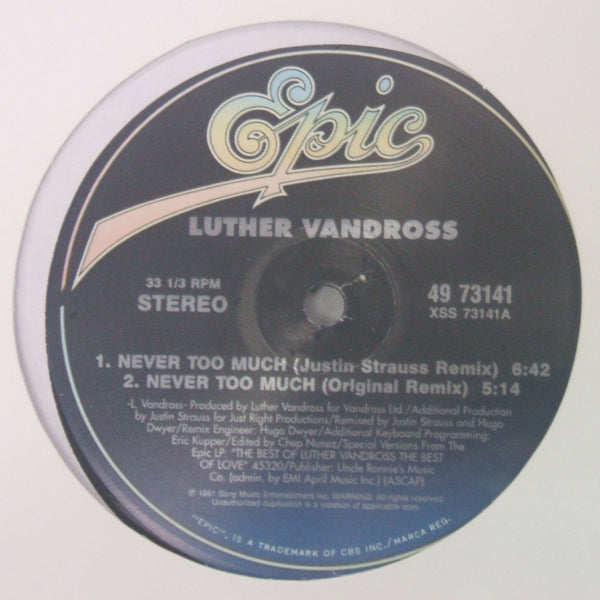 Epic
LUTHER VANDROSS
33 1/3 RPM
STEREO
49 73141
XSS 73141A
1. NEVER TOO MUCH (Justin Strauss Remix) 6:42
2. NEVER TOO MUCH (Original Remix) 5:14
-L. Vandross- Produced by Luther Vandross for Vandross Ltd./Additional Production
by Justin Strauss for Just Right Productions/Remixed by Justin Strauss and Hugo
Dwyer/Remix Engineer: Hugo Dwyer/Additional Keyboard Programming:
Eric Kupper/Edited by Chep Nunez/Special Versions From The
Epic LP: "THE BEST OF LUTHER VANDROSS THE BEST
OF LOVE" 45320/Publisher: Uncle Ronnie's Music
Co. (admin. by EMI April Music Inc.) (ASCAP)
℗ 1981 Sony Music Entertainment Inc. WARNING: All rights reserved.
Unauthorized duplication is a violation of applicable laws.
"EPIC", IS A TRADEMARK OF CBS INC./MARCA REG.